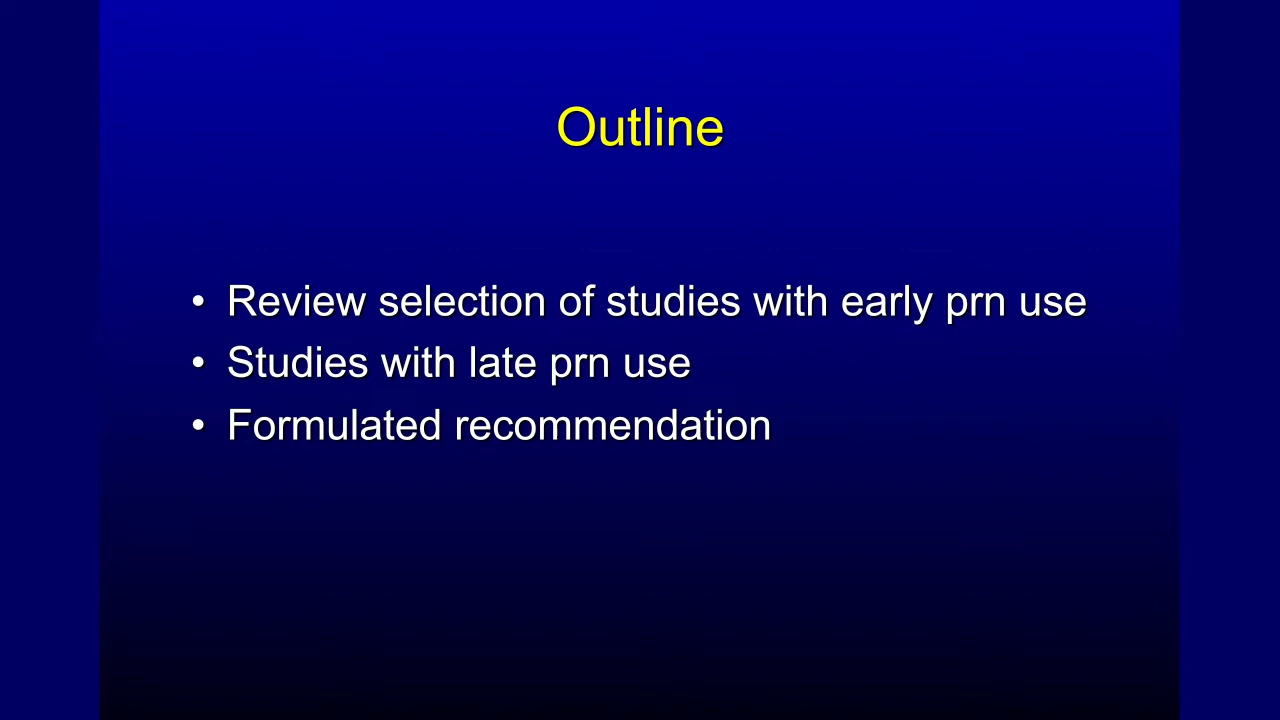 Outline
• Review selection of studies with early prn use
• Studies with late prn use
• Formulated recommendation